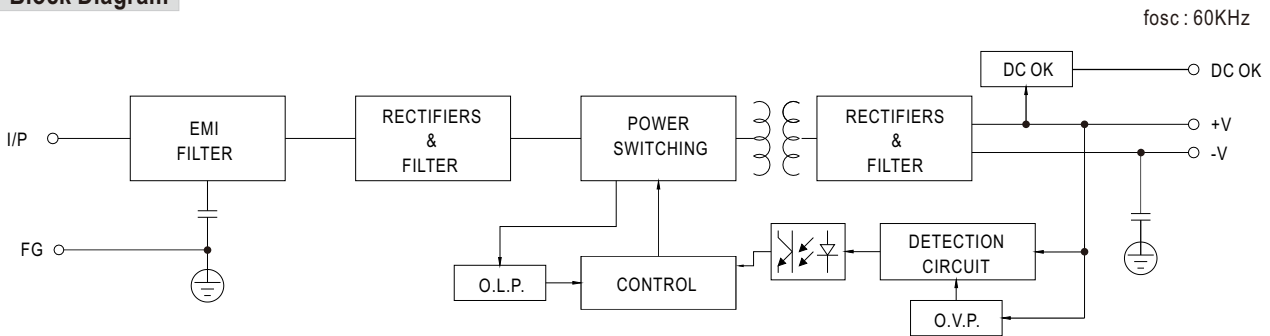 Block Diagram
fosc : 60KHz
DC OK
DC OK
I/P
EMI
FILTER
RECTIFIERS
&
FILTER
POWER
SWITCHING
RECTIFIERS
&
FILTER
+V
-V
FG
O.L.P.
CONTROL
DETECTION
CIRCUIT
O.V.P.